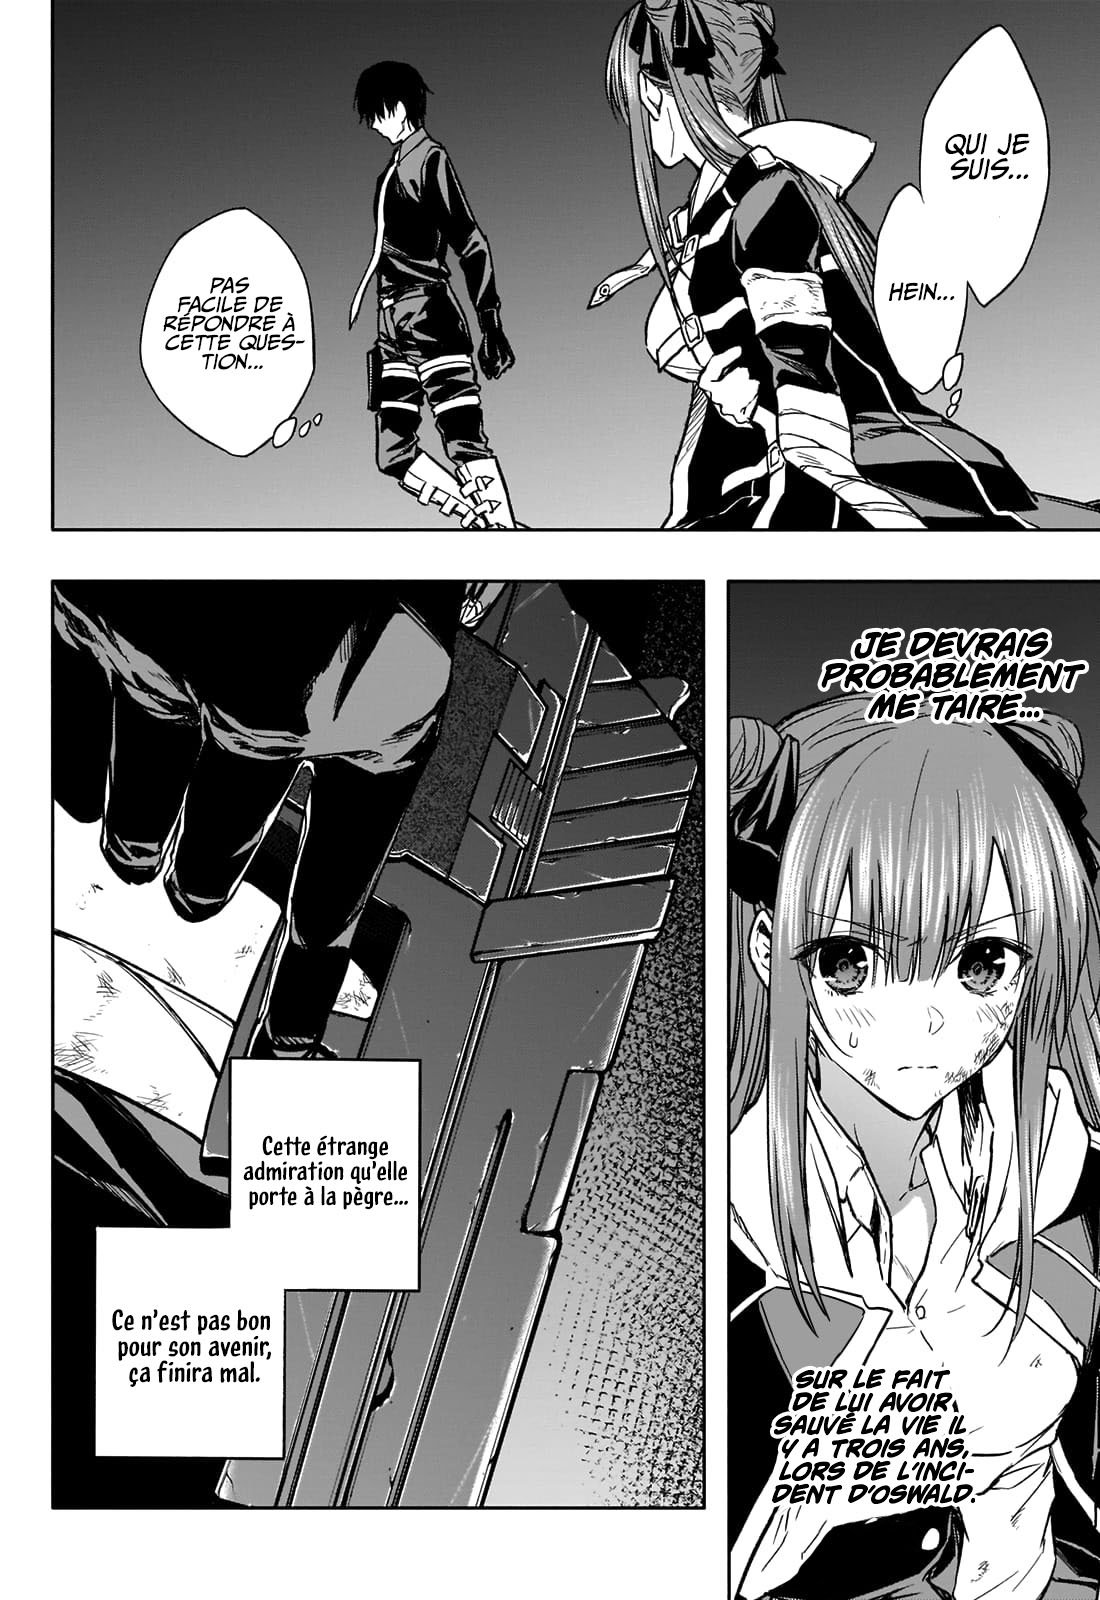 QUI JE
SUIS...
HEIN...
PAS
FACILE DE
RÉPONDRE À
CETTE QUES-
TION...
JE DEVRAIS
PROBABLEMENT
ME TAIRE...
SUR LE FAIT
DE LUI AVOIR
SAUVÉ LA VIE IL
Y A TROIS ANS,
LORS DE L'INCI-
DENT D'OSWALD.
Cette étrange
admiration qu'elle
porte à la pègre...
Ce n'est pas bon
pour son avenir,
ça finira mal.